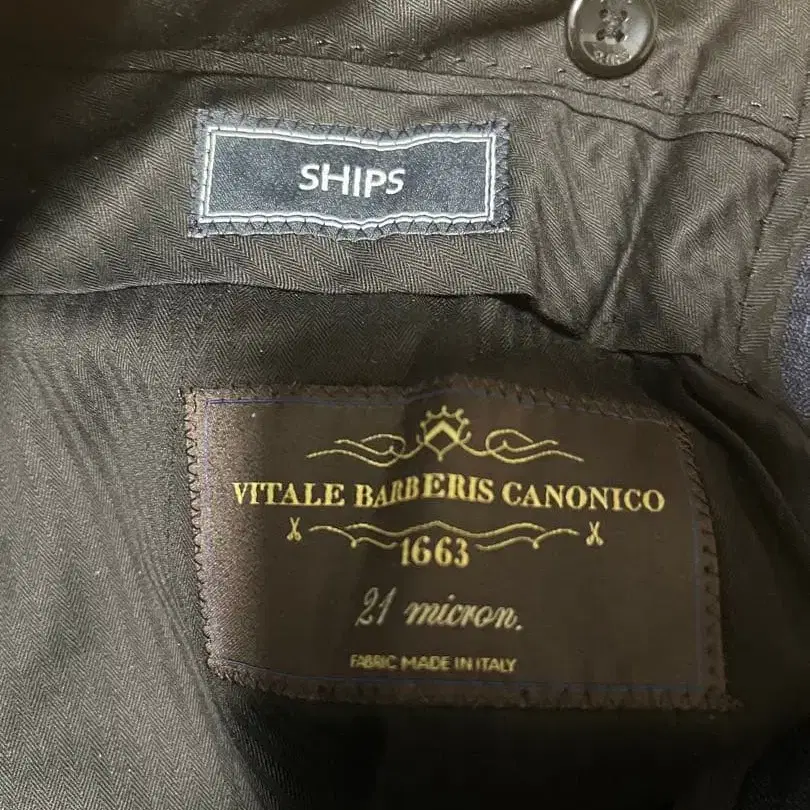 SHIPS
VITALE BARBERIS CANONICO
1663
21 micron.
FABRIC MADE IN ITALY